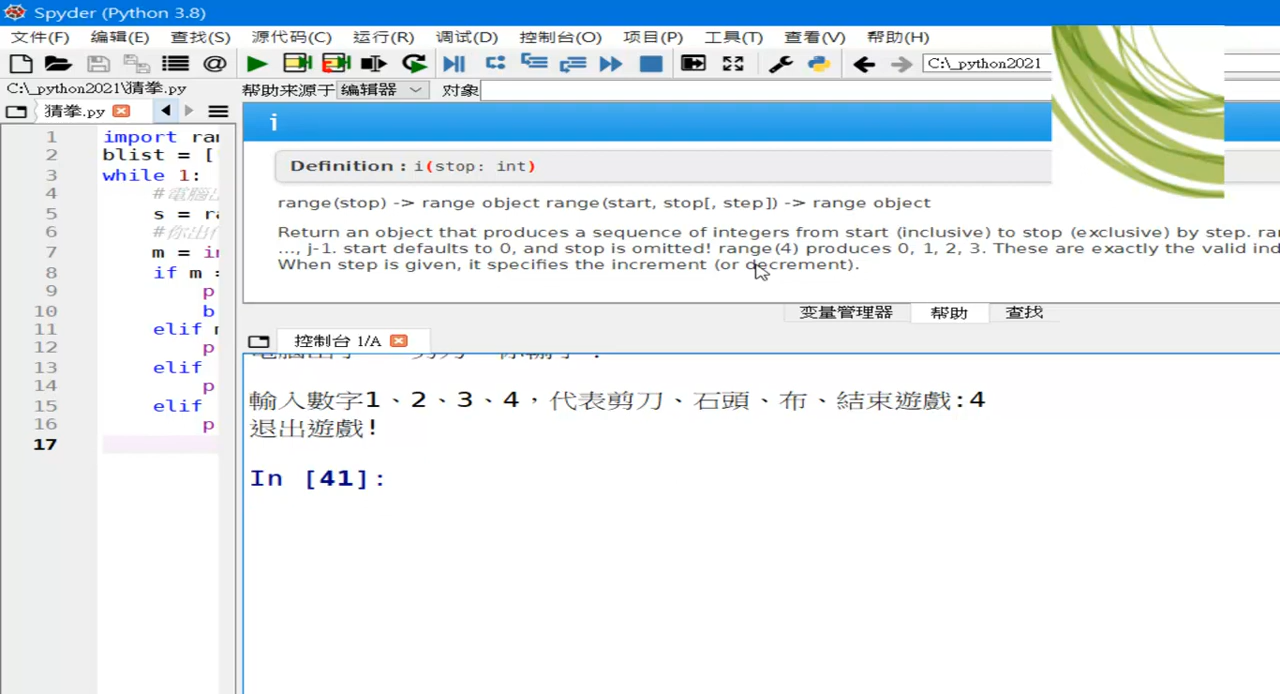 Spyder (Python 3.8)
文件(F) 编辑(E) 查找(S) 源代码(C) 运行(R) 调试(D) 控制台(O) 项目(P) 工具(T) 查看(V) 帮助(H)
C:\_python2021
C:\_python2021\猜拳.py
帮助来源于 编辑器 对象
猜拳.py
i
Definition : i(stop: int)
range(stop) -> range object range(start, stop[, step]) -> range object
Return an object that produces a sequence of integers from start (inclusive) to stop (exclusive) by step.
..., j-1. start defaults to 0, and stop is omitted! range(4) produces 0, 1, 2, 3. These are exactly the valid
When step is given, it specifies the increment (or decrement).
变量管理器 帮助 查找
1 import
2 blist = [
3 while 1:
4 #電腦
5 s =
6 #你出
7 m =
8 if m =
9 p
10 b
11 elif
12 p
13 elif
14 p
15 elif
16 p
17
控制台 1/A
輸入數字1、2、3、4，代表剪刀、石頭、布、結束遊戲:4
退出遊戲!
In [41]: